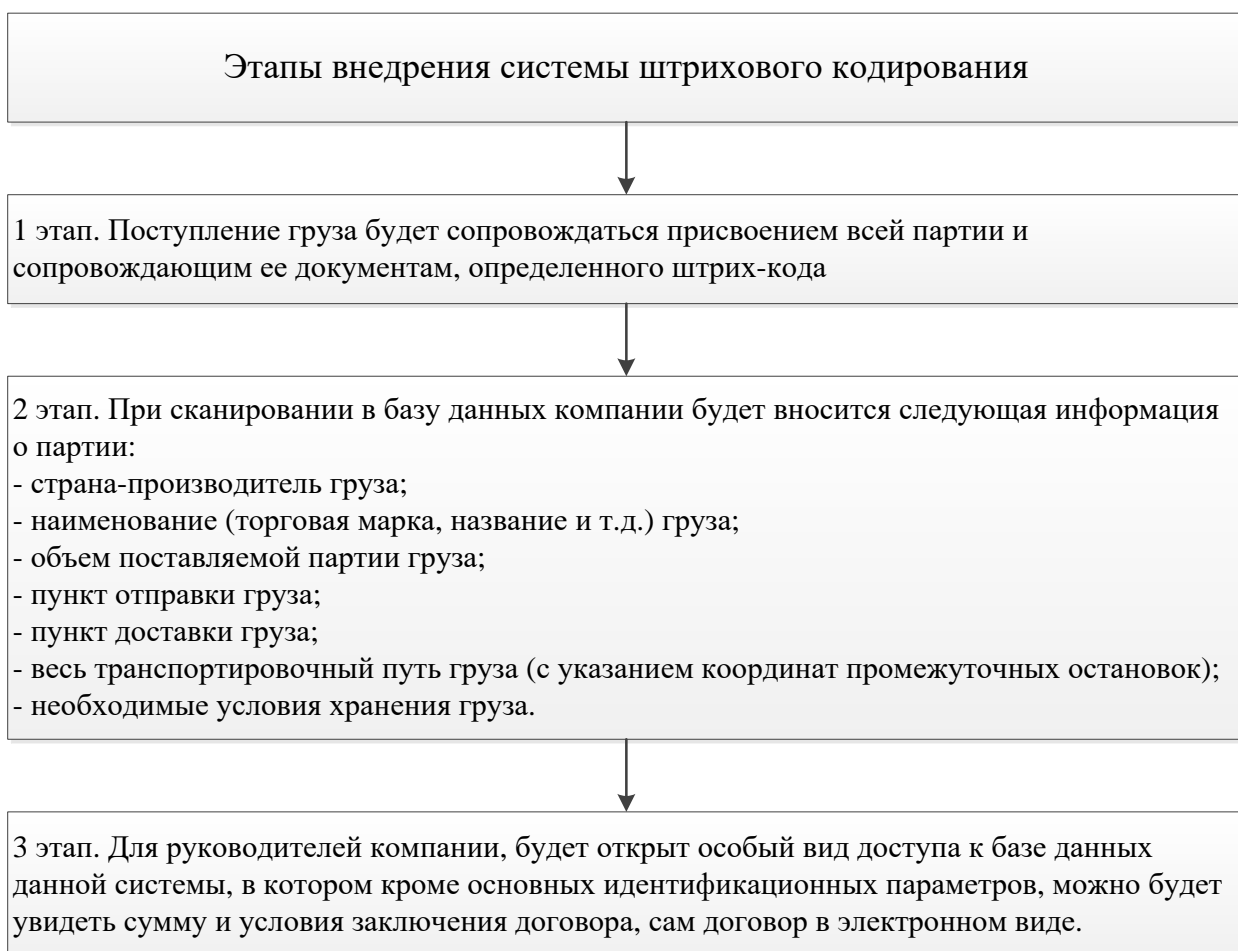 Этапы внедрения системы штрихового кодирования
1 этап. Поступление груза будет сопровождаться присвоением всей партии и
сопровождающим ее документам, определенного штрих-кода
2 этап. При сканировании в базу данных компании будет вносится следующая информация
о партии:
- страна-производитель груза;
- наименование (торговая марка, название и т.д.) груза;
- объем поставляемой партии груза;
- пункт отправки груза;
- пункт доставки груза;
- весь транспортировочный путь груза (с указанием координат промежуточных остановок);
- необходимые условия хранения груза.
3 этап. Для руководителей компании, будет открыт особый вид доступа к базе данных
данной системы, в котором кроме основных идентификационных параметров, можно будет
увидеть сумму и условия заключения договора, сам договор в электронном виде.